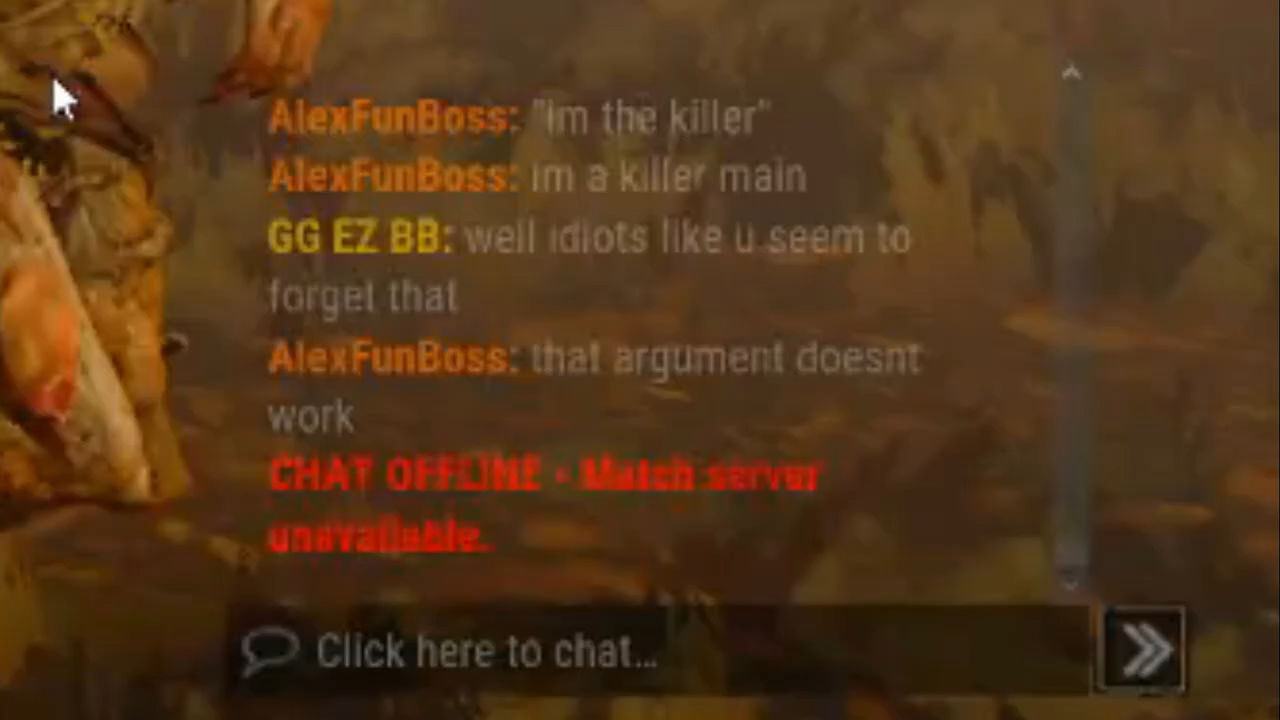 AlexFunBoss: "im the killer"
AlexFunBoss: im a killer main
GG EZ BB: well idiots like u seem to
forget that
AlexFunBoss: that argument doesnt
work
CHAT OFFLINE - Match server
unavailable.
Click here to chat...